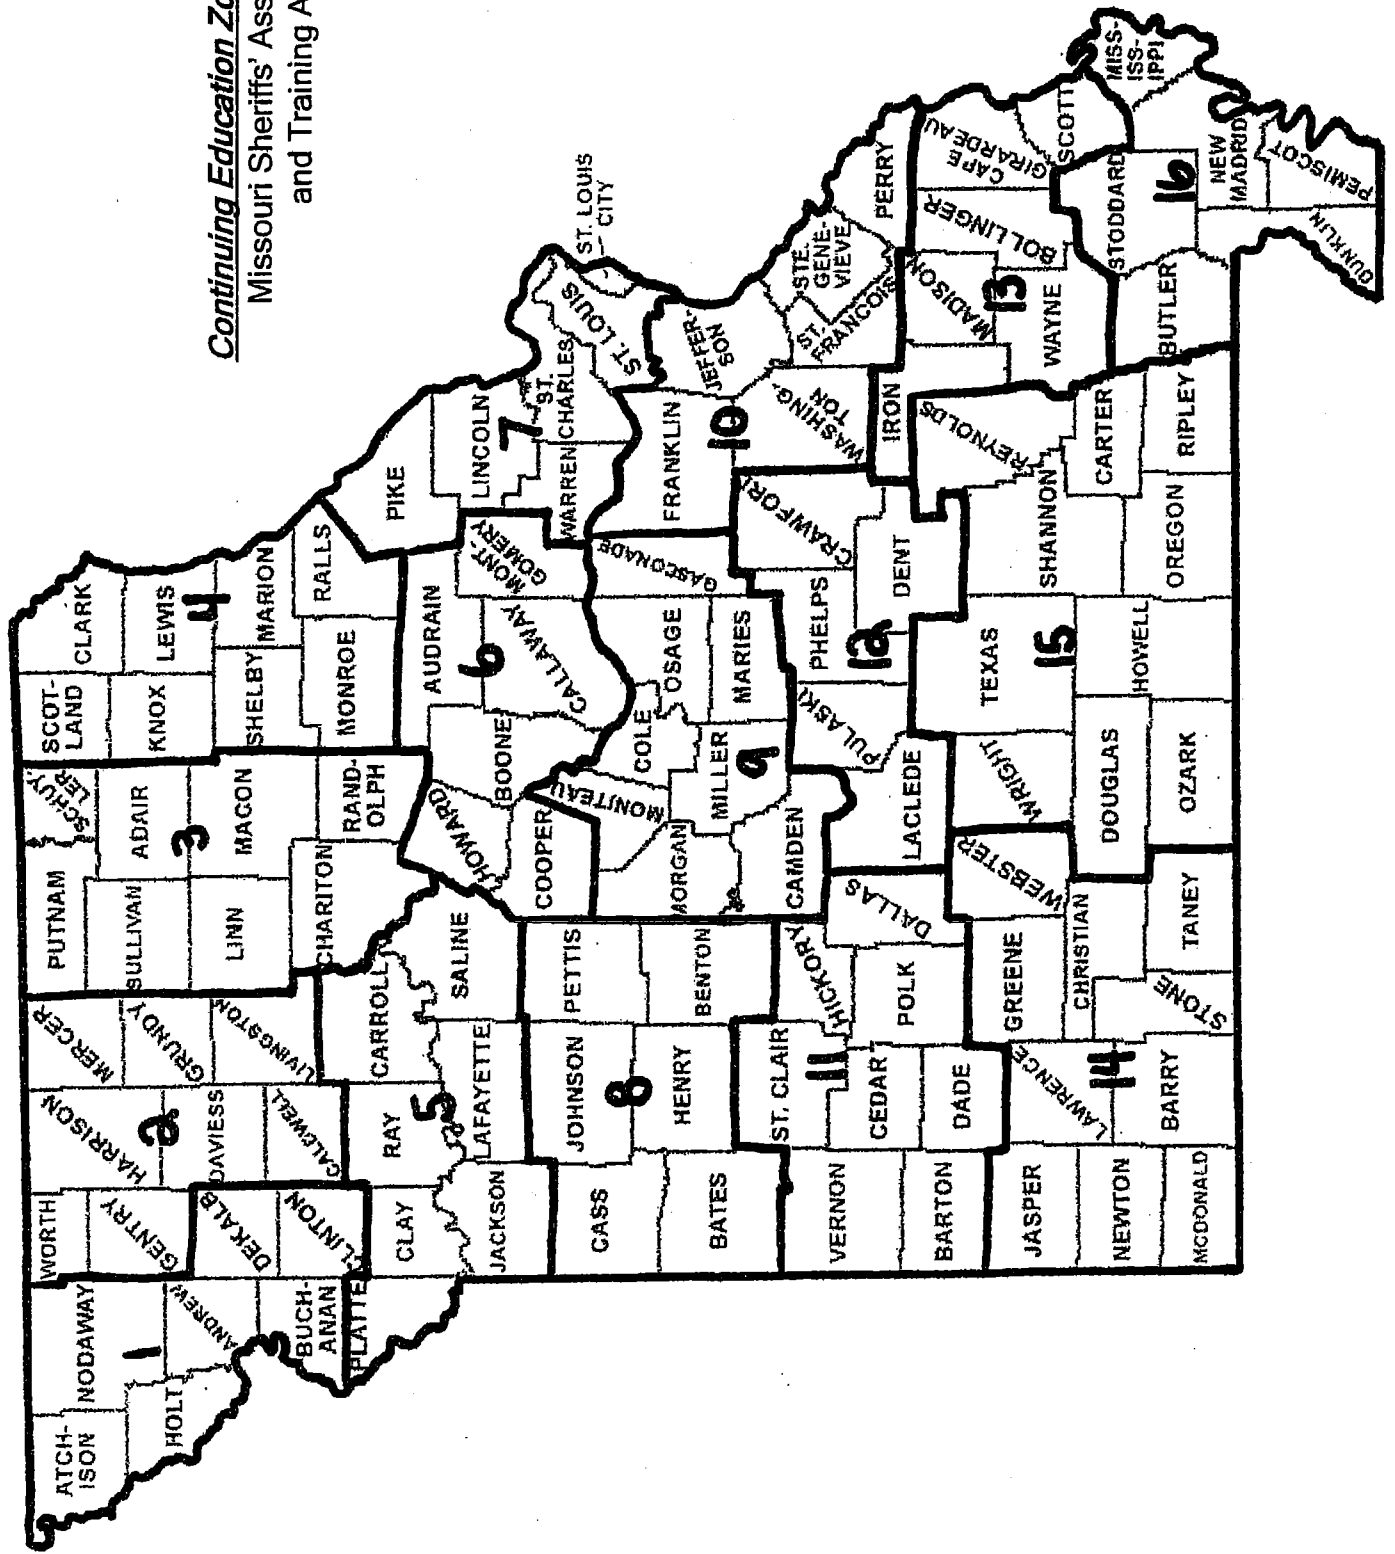 Continuing Education Zo
Missouri Sheriffs' Ass
and Training A
ATCH-
ISON
NODAWAY
HOLT
1
ANDREW
BUCH-
ANAN
WORTH
GENTRY
DEKALB
CLINTON
PLATTE
HARRISON
2
DAVIESS
CALDWELL
MERCER
GRUNDY
LIVINGSTON
PUTNAM
SULLIVAN
LINN
CHARITON
SCHUY-
LER
ADAIR
3
MACON
RAND-
OLPH
SCOT-
LAND
KNOX
SHELBY
MONROE
CLARK
LEWIS
4
MARION
RALLS
CLAY
RAY
CARROLL
5
JACKSON
LAFAYETTE
SALINE
HOWARD
COOPER
BOONE
AUDRAIN
6
CALLAWAY
MONT-
GOMERY
PIKE
LINCOLN
7
WARREN
ST.
CHARLES
ST. LOUIS
ST. LOUIS
CITY
CASS
BATES
JOHNSON
8
HENRY
PETTIS
BENTON
MORGAN
MONITEAU
COLE
MILLER
9
CAMDEN
OSAGE
MARIES
GASCONADE
FRANKLIN
10
JEFFER-
SON
WASHING-
TON
ST.
FRANCOIS
STE.
GENE-
VIEVE
PERRY
VERNON
BARTON
ST. CLAIR
11
CEDAR
DADE
HICKORY
POLK
DALLAS
LACLEDE
PULASKI
PHELPS
12
CRAWFORD
DENT
IRON
MADISON
13
WAYNE
BOLLINGER
CAPE
GIRARDEAU
SCOTT
JASPER
NEWTON
MCDONALD
LAWRENCE
14
BARRY
GREENE
CHRISTIAN
STONE
WEBSTER
TANEY
WRIGHT
DOUGLAS
OZARK
TEXAS
15
HOWELL
SHANNON
OREGON
REYNOLDS
CARTER
RIPLEY
BUTLER
STODDARD
16
MISS-
ISS-
IPPI
NEW
MADRID
PEMISCOT
DUNKLIN